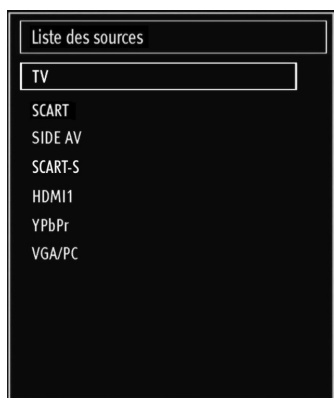 Liste des sources
TV
SCART
SIDE AV
SCART-S
HDMI1
YPbPr
VGA/PC